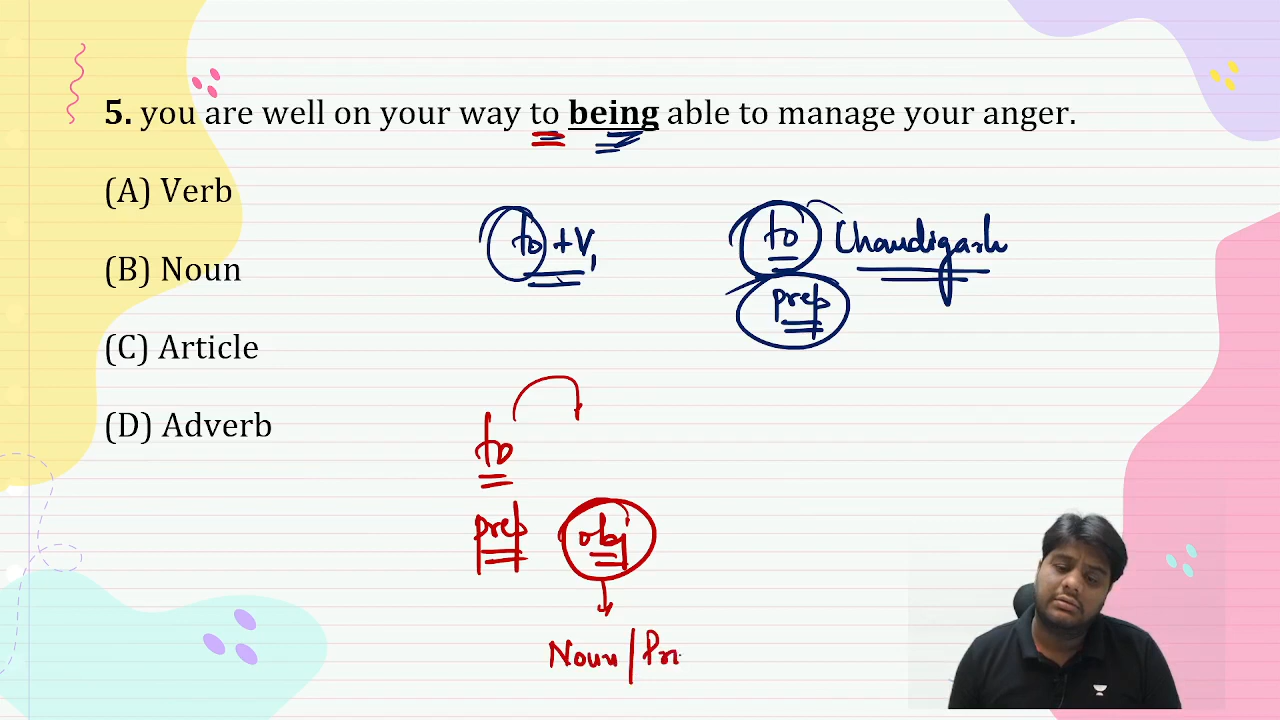 5. you are well on your way to being able to manage your anger.
(A) Verb
(B) Noun
(C) Article
(D) Adverb
to + V1
to Chandigarh
prep
to
prep obj
Noun | Pr